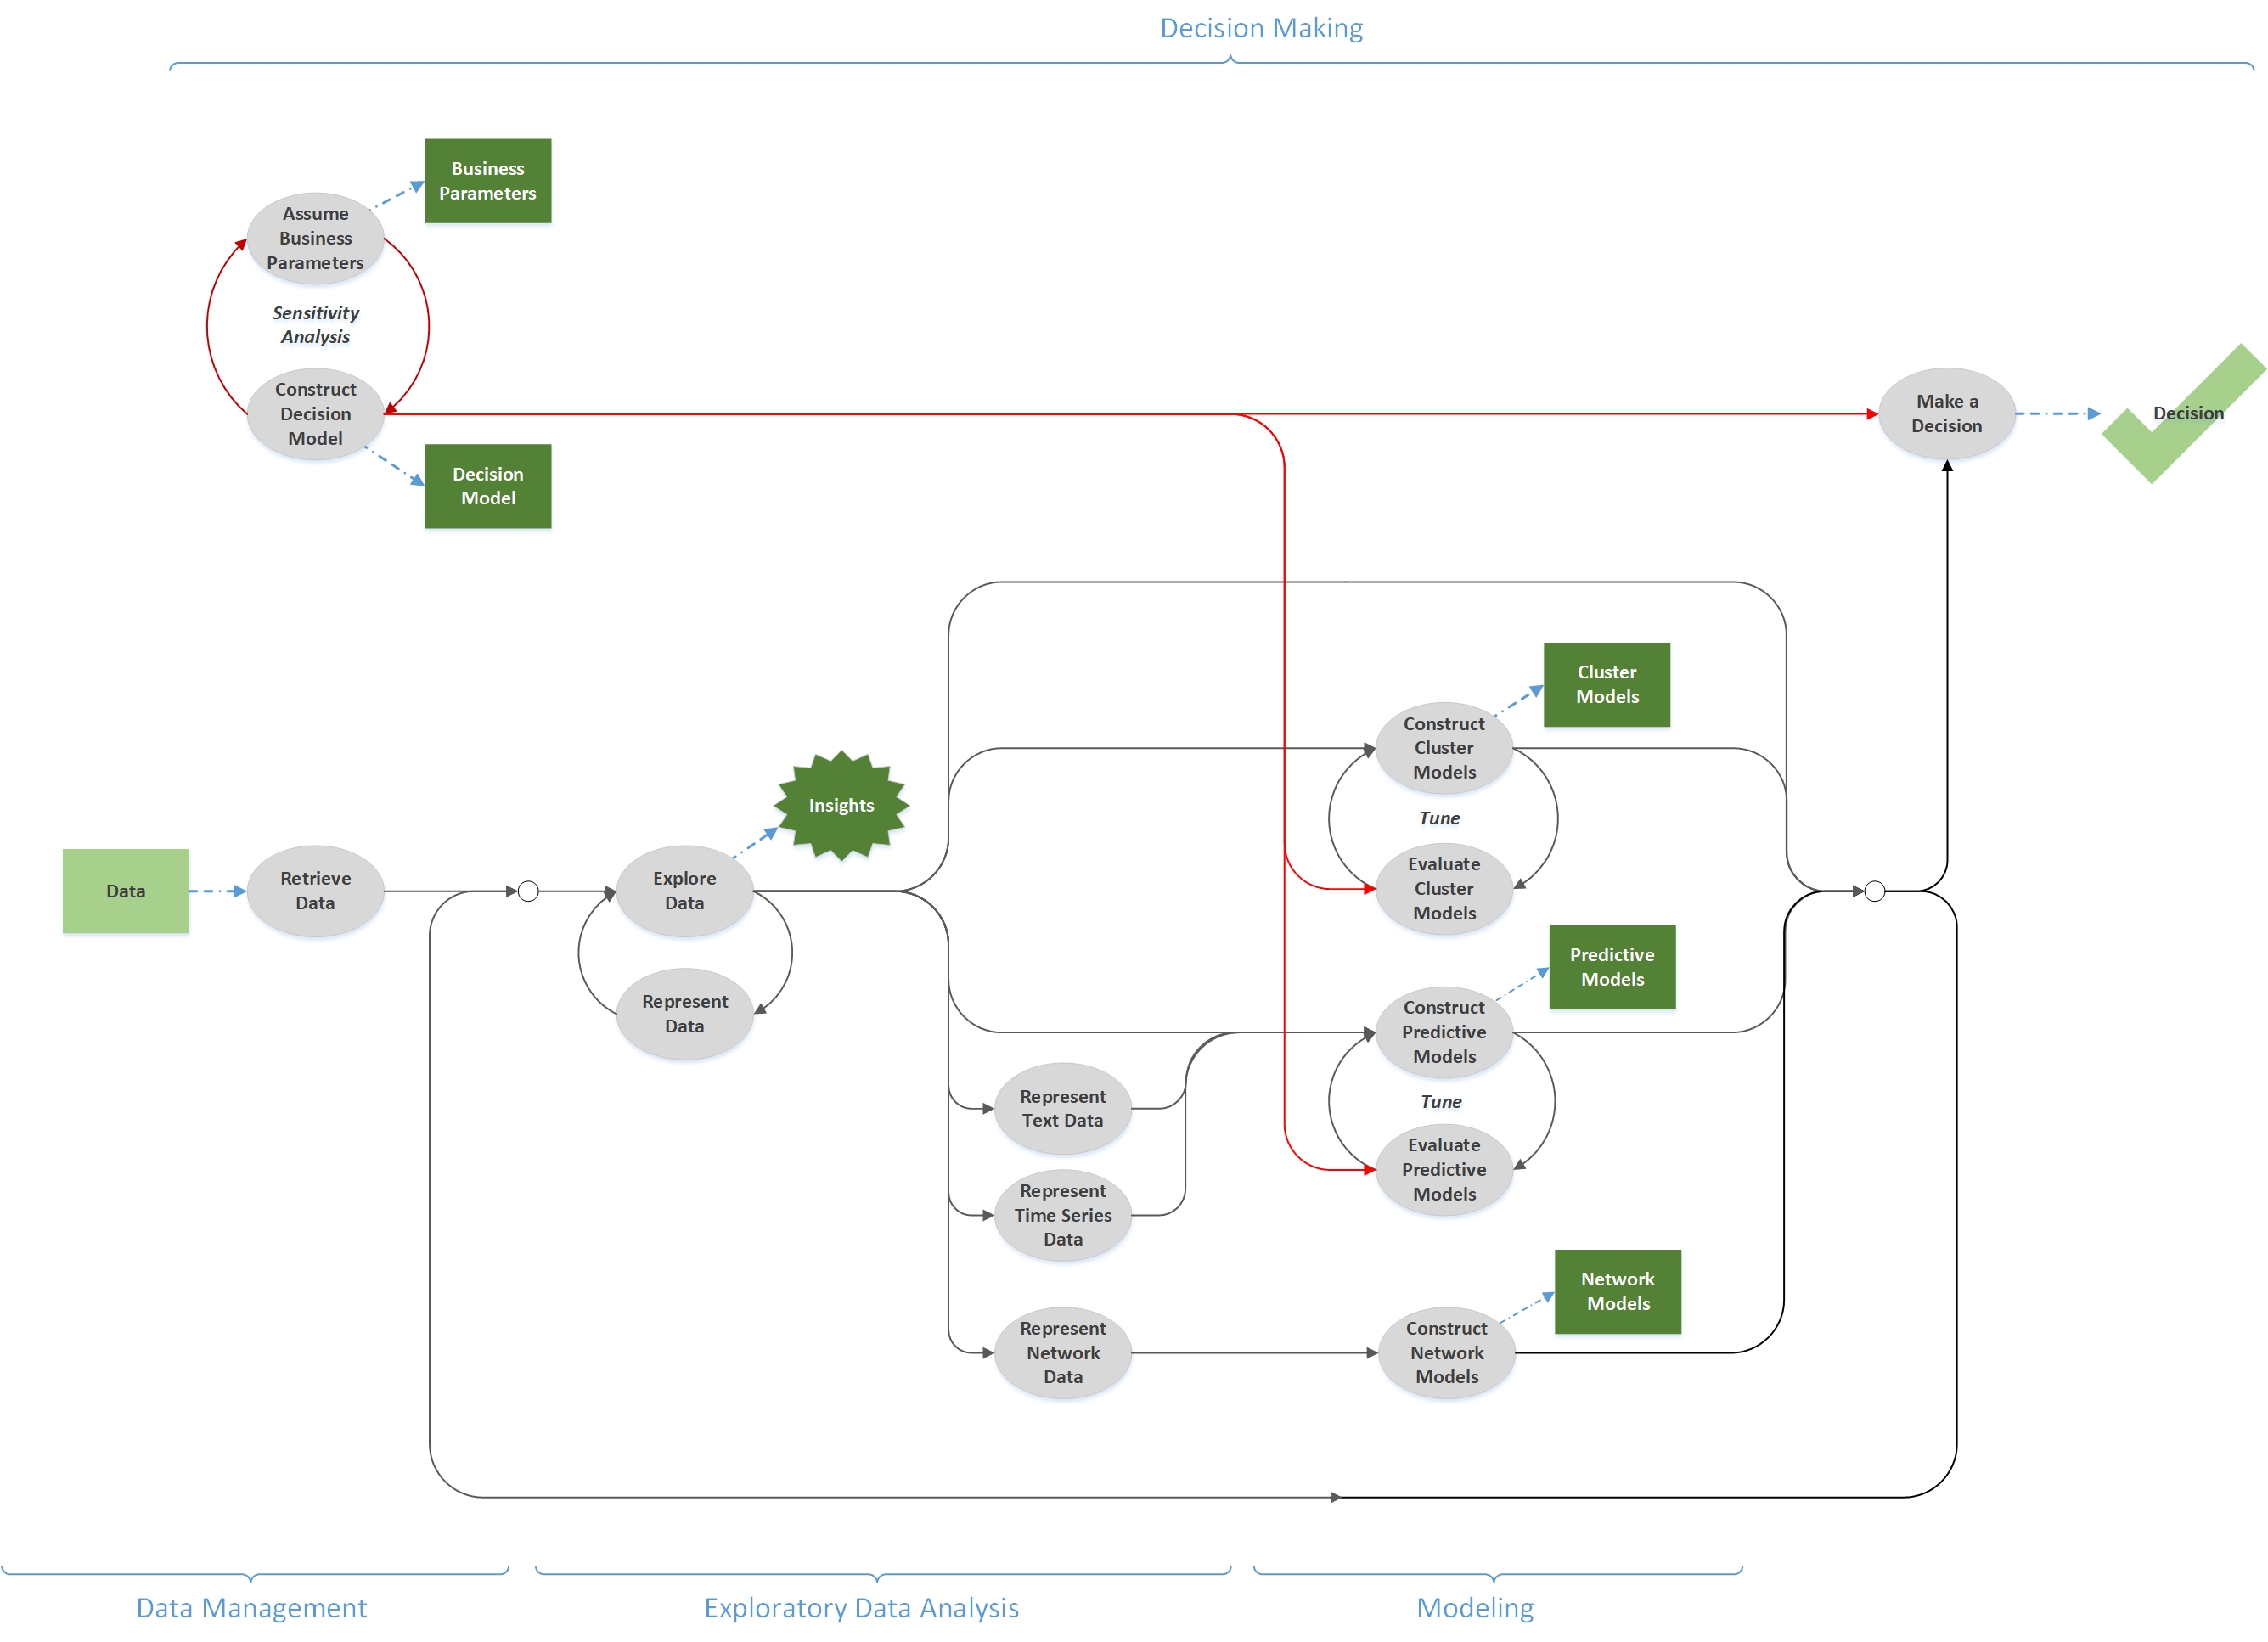 Decision Making
Business
Parameters
Assume
Business
Parameters
Sensitivity
Analysis
Construct
Decision
Model
Decision
Model
Make a
Decision
Decision
Cluster
Models
Construct
Cluster
Models
Tune
Evaluate
Cluster
Models
Insights
Data
Retrieve
Data
Explore
Data
Represent
Data
Predictive
Models
Construct
Predictive
Models
Tune
Evaluate
Predictive
Models
Represent
Text Data
Represent
Time Series
Data
Network
Models
Represent
Network
Data
Construct
Network
Models
Data Management
Exploratory Data Analysis
Modeling